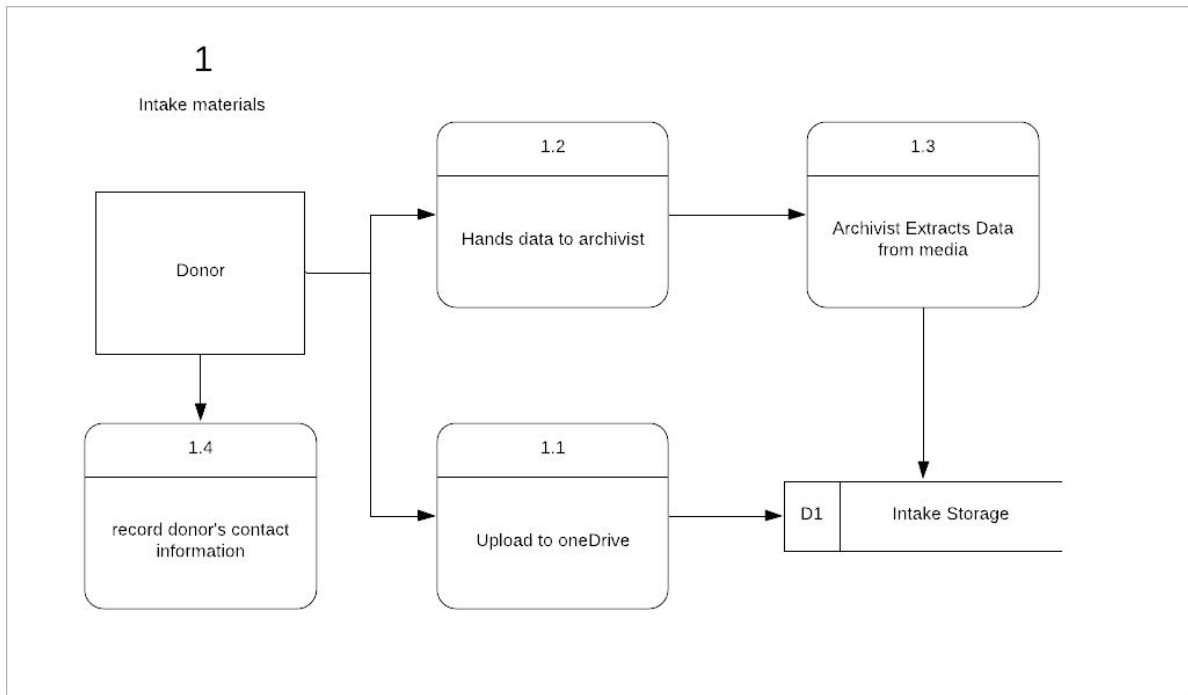 1
Intake materials
1.2
Hands data to archivist
1.3
Archivist Extracts Data
from media
Donor
1.4
record donor's contact
information
1.1
Upload to oneDrive
D1
Intake Storage